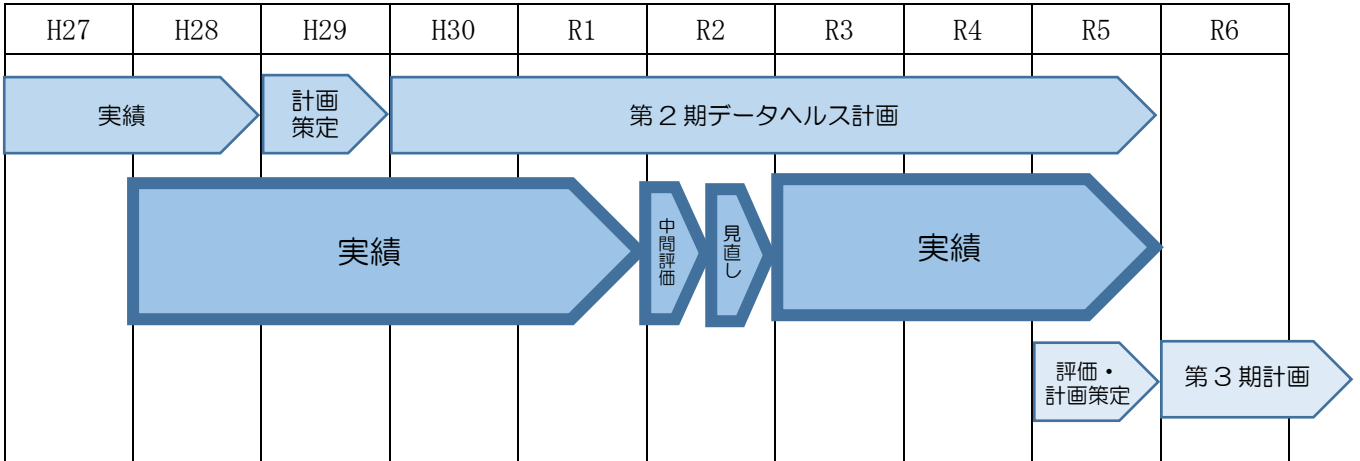 H27 H28 H29 H30 R1 R2 R3 R4 R5 R6
実績
計画
策定
第２期データヘルス計画
実績
中間評価
見直し
実績
評価・
計画策定
第３期計画